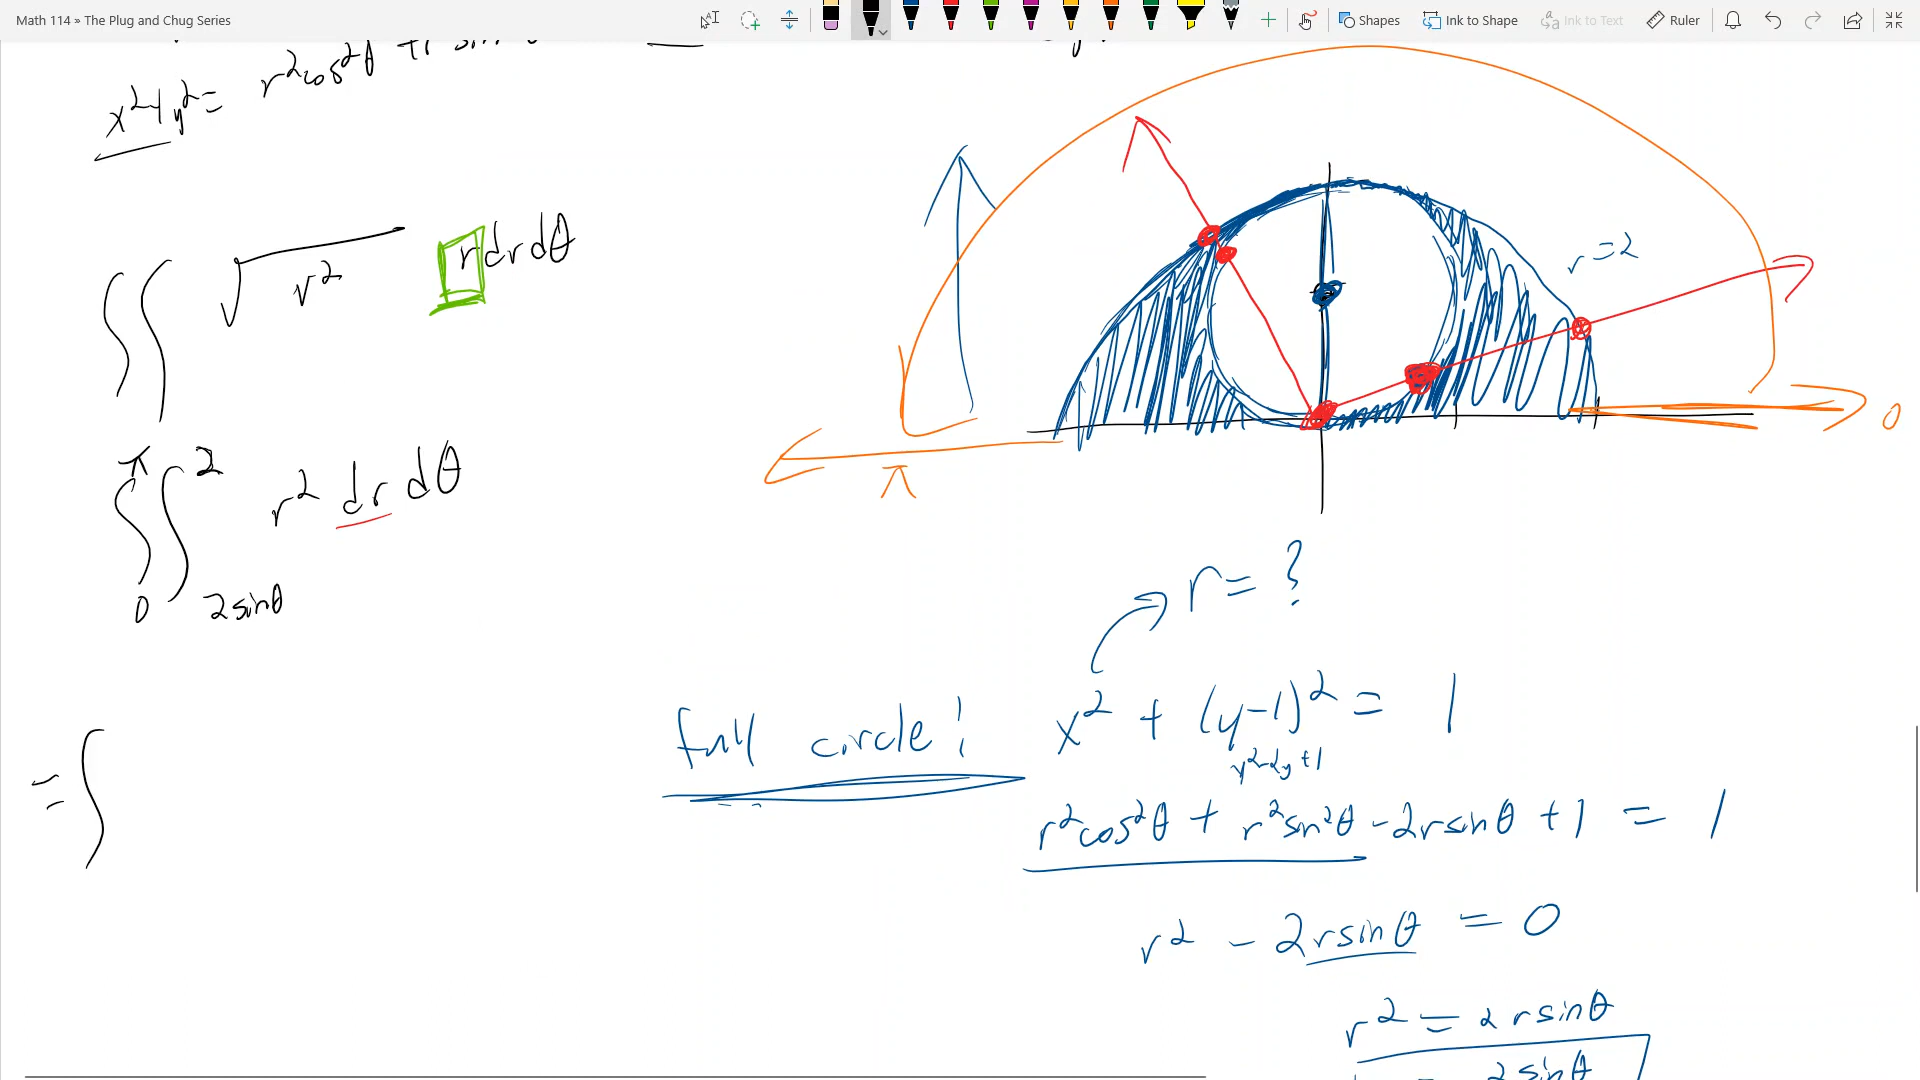 Math 114 » The Plug and Chug Series
Shapes
Ink to Shape
Ink to Text
Ruler
x²+y²= r²cos²θ
∫∫ √r² r dr dθ
r=2
0
π
∫₀^π ∫_{2sinθ}^2 r² dr dθ
r = ?
full circle!
x² + (y-1)² = 1
y²-2y+1
r²cos²θ + r²sin²θ - 2rsinθ + 1 = 1
= ∫
r² - 2rsinθ = 0
r² = 2rsinθ
= 2sinθ